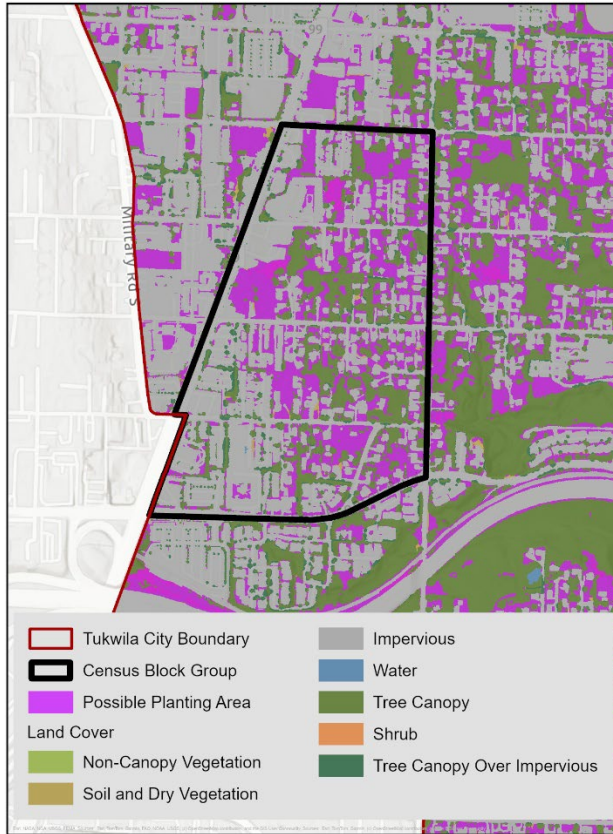 99
Military Rd S
Tukwila City Boundary
Census Block Group
Possible Planting Area
Land Cover
Non-Canopy Vegetation
Soil and Dry Vegetation
Impervious
Water
Tree Canopy
Shrub
Tree Canopy Over Impervious